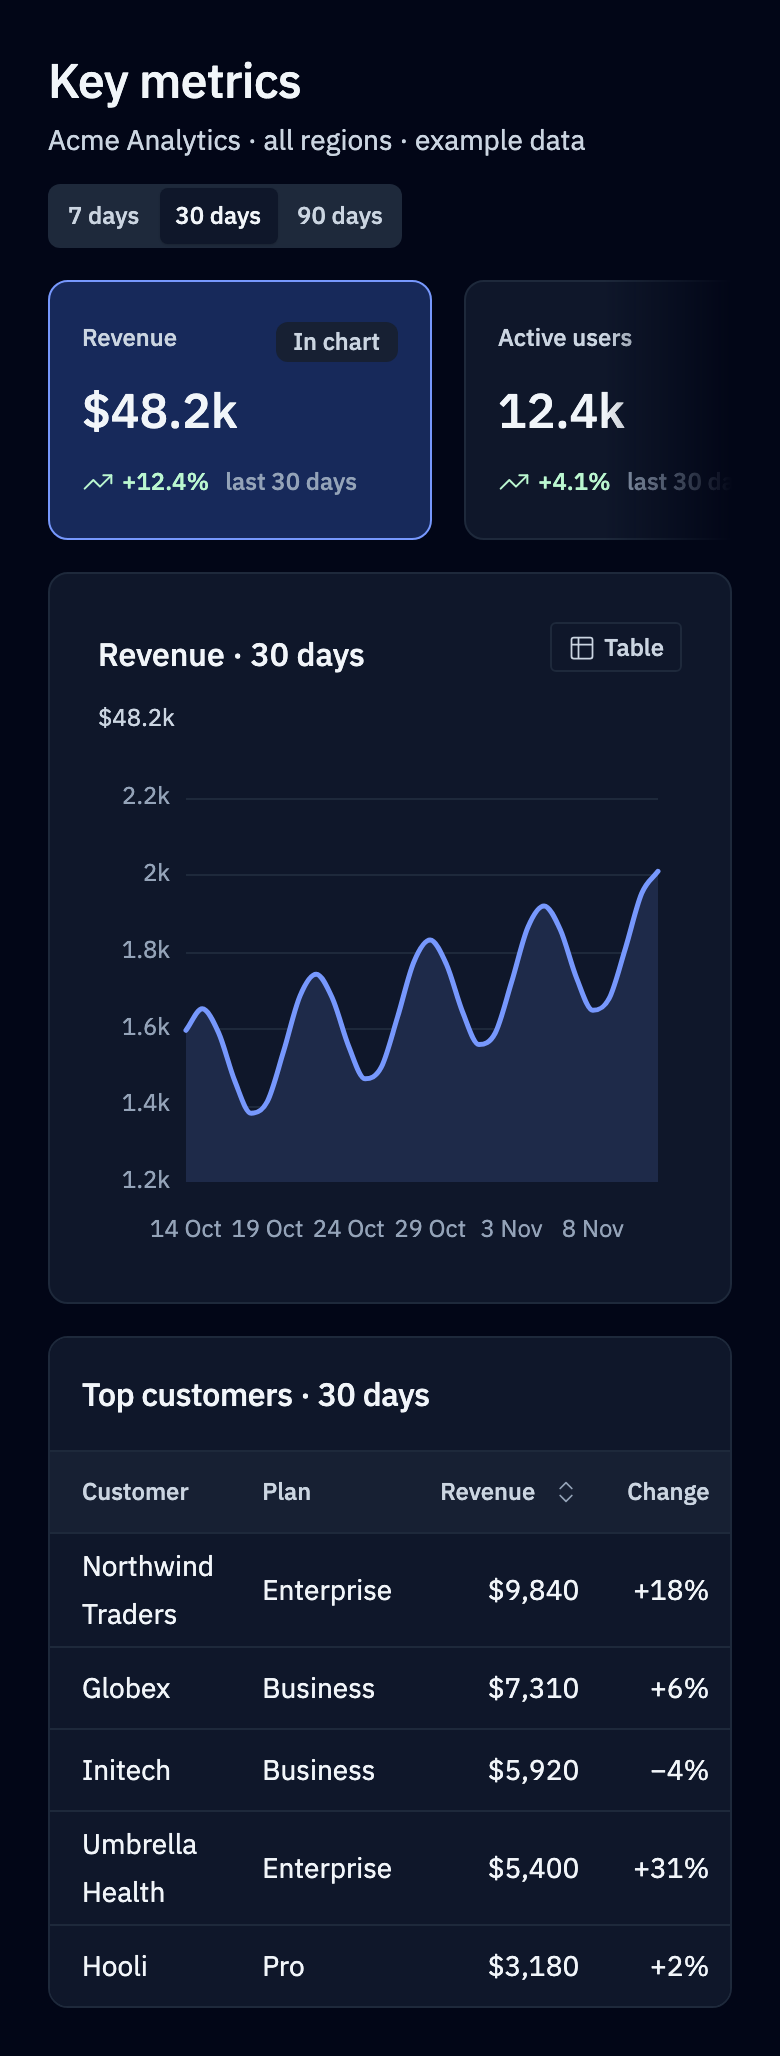 Key metrics
Acme Analytics · all regions · example data
7 days 30 days 90 days
Revenue In chart
$48.2k
+12.4% last 30 days
Active users
12.4k
+4.1% last 30 da
Revenue · 30 days
Table
$48.2k
2.2k
2k
1.8k
1.6k
1.4k
1.2k
14 Oct 19 Oct 24 Oct 29 Oct 3 Nov 8 Nov
Top customers · 30 days
Customer Plan Revenue Change
Northwind
Traders
Enterprise $9,840 +18%
Globex Business $7,310 +6%
Initech Business $5,920 −4%
Umbrella
Health
Enterprise $5,400 +31%
Hooli Pro $3,180 +2%